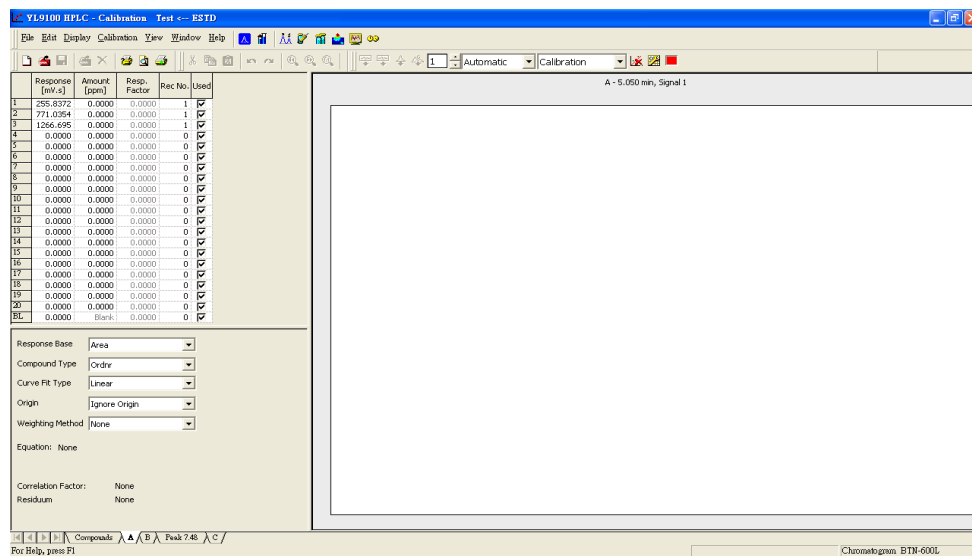 YL9100 HPLC - Calibration Test <-- ESTD
File Edit Display Calibration View Window Help
1 Automatic Calibration
Response [mV.s] Amount [ppm] Resp. Factor Rec No. Used
1 255.8372 0.0000 0.0000 1
2 771.0354 0.0000 0.0000 1
3 1266.695 0.0000 0.0000 1
4 0.0000 0.0000 0.0000 0
5 0.0000 0.0000 0.0000 0
6 0.0000 0.0000 0.0000 0
7 0.0000 0.0000 0.0000 0
8 0.0000 0.0000 0.0000 0
9 0.0000 0.0000 0.0000 0
10 0.0000 0.0000 0.0000 0
11 0.0000 0.0000 0.0000 0
12 0.0000 0.0000 0.0000 0
13 0.0000 0.0000 0.0000 0
14 0.0000 0.0000 0.0000 0
15 0.0000 0.0000 0.0000 0
16 0.0000 0.0000 0.0000 0
17 0.0000 0.0000 0.0000 0
18 0.0000 0.0000 0.0000 0
19 0.0000 0.0000 0.0000 0
20 0.0000 0.0000 0.0000 0
BL 0.0000 Blank 0.0000 0
A - 5.050 min, Signal 1
Response Base Area
Compound Type Ordnr
Curve Fit Type Linear
Origin Ignore Origin
Weighting Method None
Equation: None
Correlation Factor: None
Residuum None
Compounds A B Peak 7.48 C
For Help, press F1
Chromatogram BTN-600L